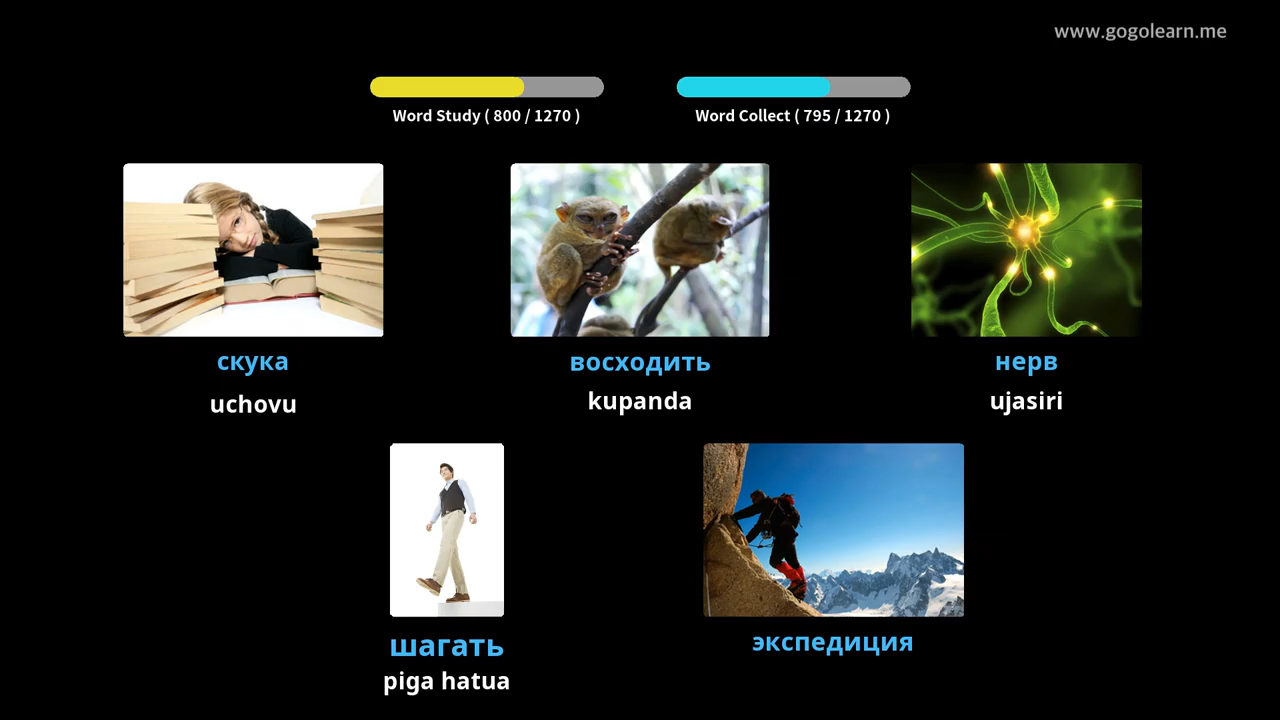 www.gogolearn.me
Word Study ( 800 / 1270 )
Word Collect ( 795 / 1270 )
скука
восходить
нерв
uchovu
kupanda
ujasiri
шагать
экспедиция
piga hatua